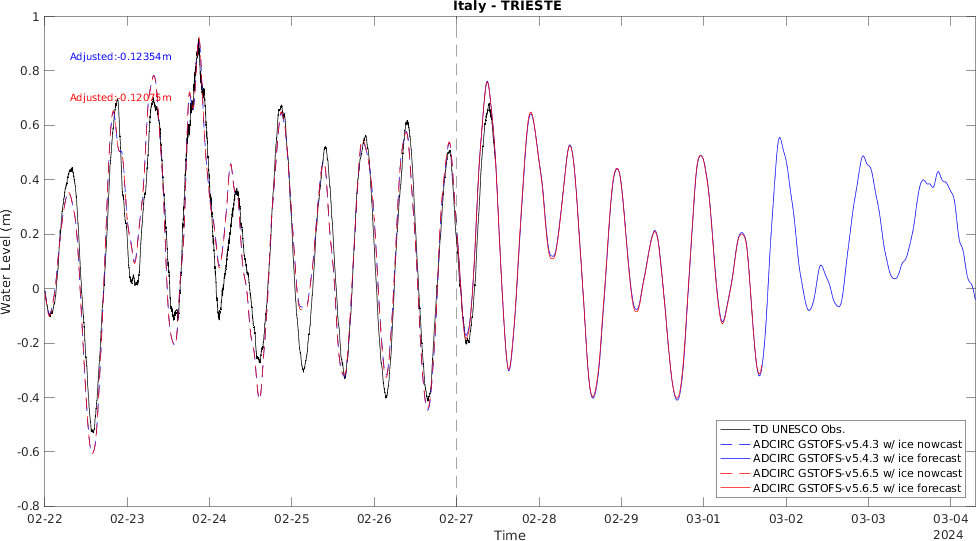 Italy - TRIESTE
1
0.8
0.6
0.4
0.2
0
-0.2
-0.4
-0.6
-0.8
Water Level (m)
Adjusted:-0.12354m
Adjusted:-0.12075m
TD UNESCO Obs.
ADCIRC GSTOFS-v5.4.3 w/ ice nowcast
ADCIRC GSTOFS-v5.4.3 w/ ice forecast
ADCIRC GSTOFS-v5.6.5 w/ ice nowcast
ADCIRC GSTOFS-v5.6.5 w/ ice forecast
02-22 02-23 02-24 02-25 02-26 02-27 02-28 02-29 03-01 03-02 03-03 03-04
Time
2024